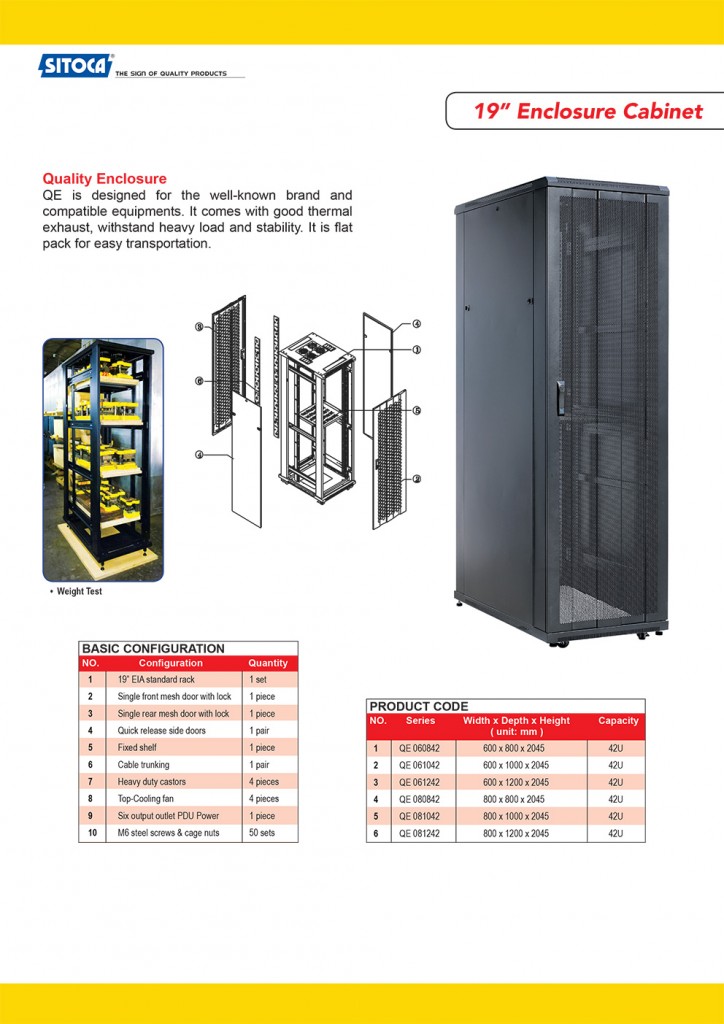 SITOCA®
THE SIGN OF QUALITY PRODUCTS
19” Enclosure Cabinet
Quality Enclosure
QE is designed for the well-known brand and
compatible equipments. It comes with good thermal
exhaust, withstand heavy load and stability. It is flat
pack for easy transportation.
4
1
6
5
4
2
• Weight Test
BASIC CONFIGURATION
NO. Configuration Quantity
1 19” EIA standard rack 1 set
2 Single front mesh door with lock 1 piece
3 Single rear mesh door with lock 1 piece
4 Quick release side doors 1 pair
5 Fixed shelf 1 piece
6 Cable trunking 1 pair
7 Heavy duty castors 4 pieces
8 Top-Cooling fan 4 pieces
9 Six output outlet PDU Power 1 piece
10 M6 steel screws & cage nuts 50 sets
PRODUCT CODE
NO. Series Width x Depth x Height Capacity
( unit: mm )
1 QE 060842 600 x 800 x 2045 42U
2 QE 061042 600 x 1000 x 2045 42U
3 QE 061242 600 x 1200 x 2045 42U
4 QE 080842 800 x 800 x 2045 42U
5 QE 081042 800 x 1000 x 2045 42U
6 QE 081242 800 x 1200 x 2045 42U